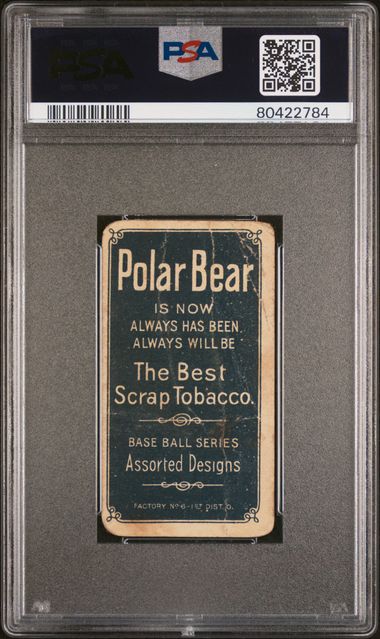 PSA
PSA
80422784
Polar Bear
IS NOW
ALWAYS HAS BEEN,
ALWAYS WILL BE
The Best
Scrap Tobacco.
BASE BALL SERIES
Assorted Designs
FACTORY Nº 6 - 1ST DIST. O.